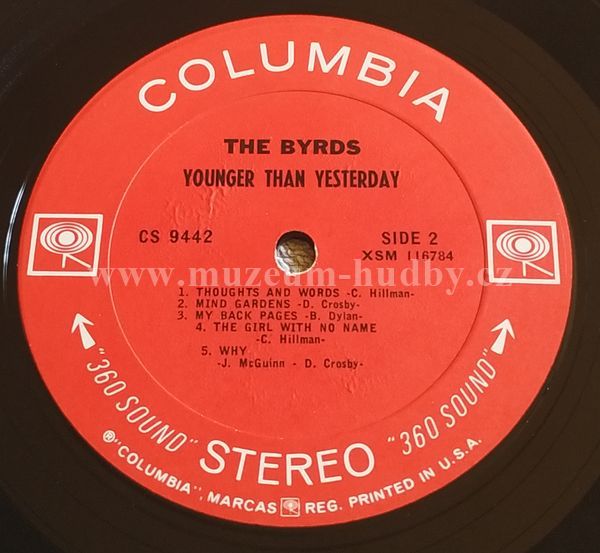 COLUMBIA
THE BYRDS
YOUNGER THAN YESTERDAY
CS 9442
SIDE 2
XSM 116784
www.muzeum-hudby.cz
1. THOUGHTS AND WORDS -C. Hillman-
2. MIND GARDENS -D. Crosby-
3. MY BACK PAGES -B. Dylan-
4. THE GIRL WITH NO NAME
-C. Hillman-
5. WHY
-J. McGuinn - D. Crosby-
"360 SOUND" STEREO "360 SOUND"
®"COLUMBIA", MARCAS REG. PRINTED IN U.S.A.